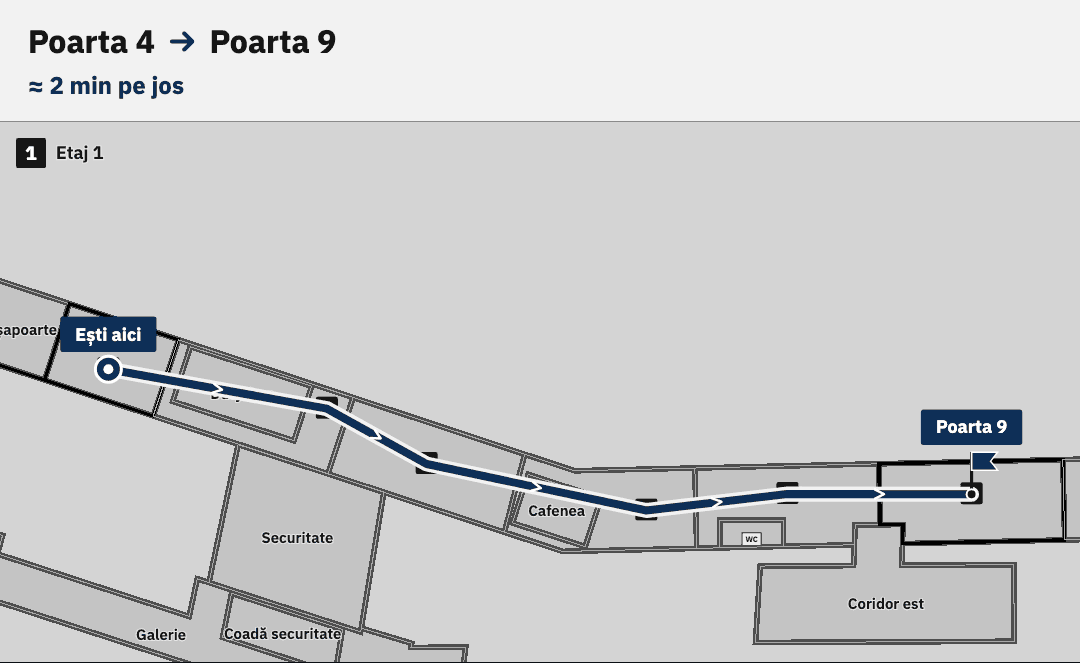 Poarta 4 → Poarta 9
≈ 2 min pe jos
1 Etaj 1
Ești aici
Poarta 9
Cafenea
WC
Securitate
Coridor est
Galerie
Coadă securitate